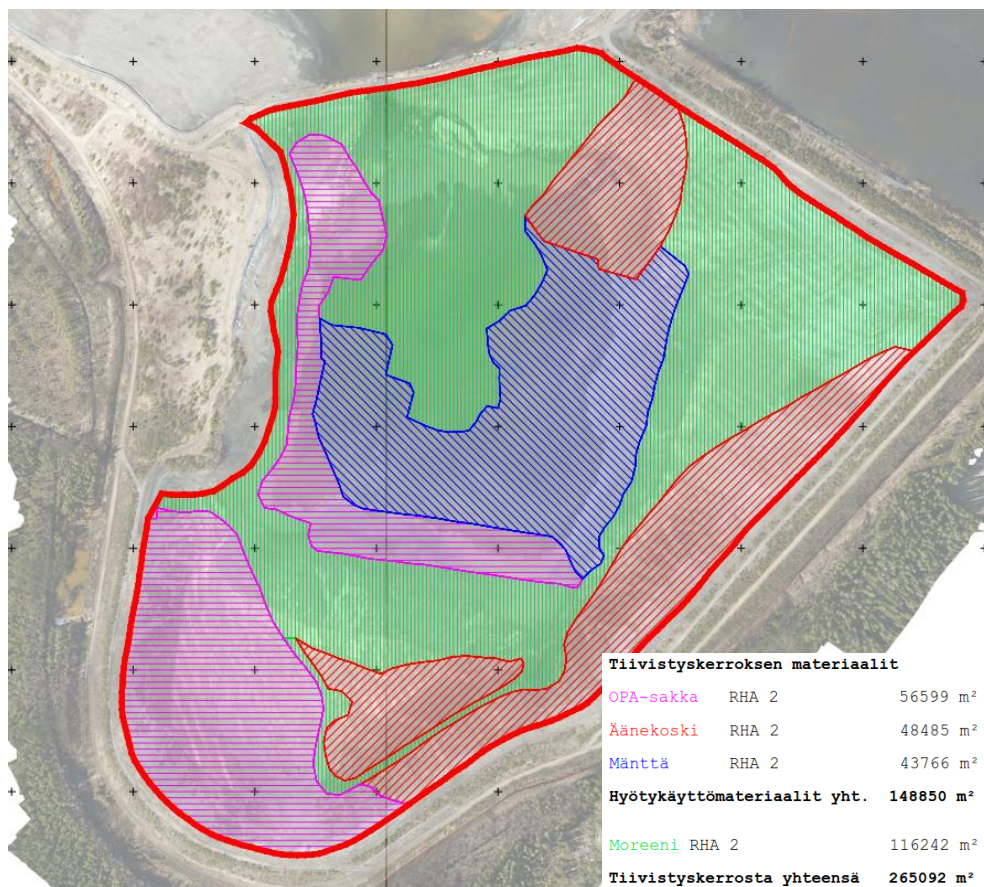 Tiivistyskerroksen materiaalit
OPA-sakka RHA 2 56599 m²
Äänekoski RHA 2 48485 m²
Mänttä RHA 2 43766 m²
Hyötykäyttömateriaalit yht. 148850 m²
Moreeni RHA 2 116242 m²
Tiivistyskerrosta yhteensä 265092 m²